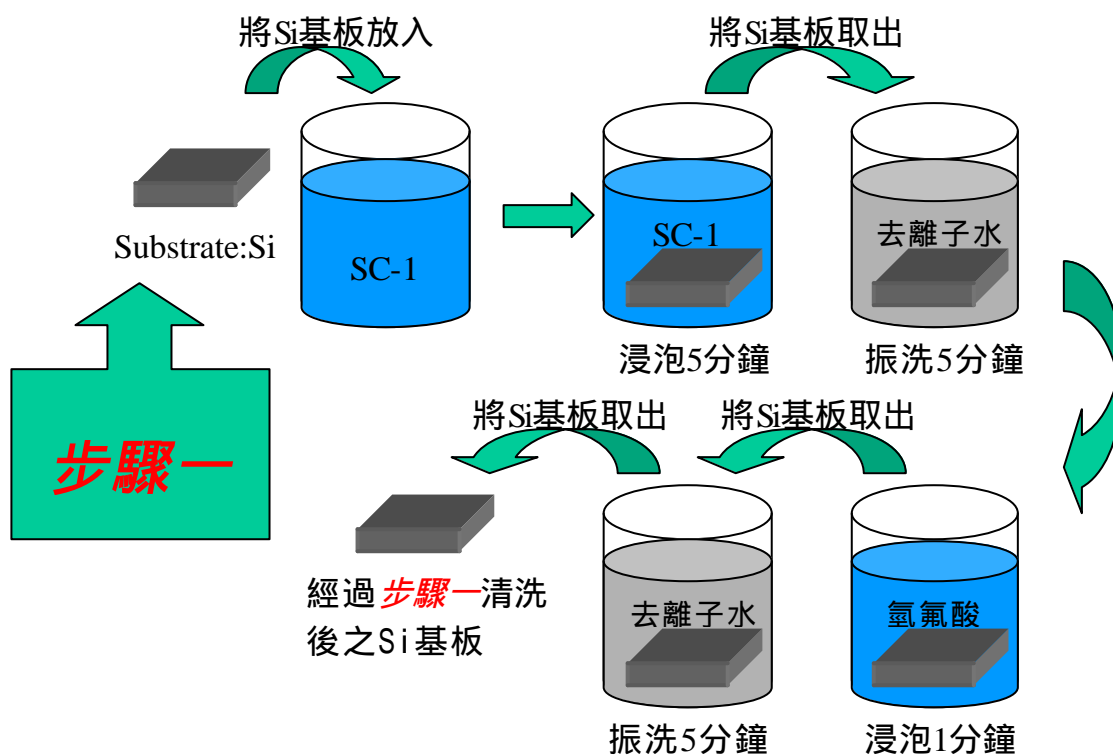 將Si基板放入
將Si基板取出
Substrate:Si
SC-1
SC-1
去離子水
浸泡5分鐘
振洗5分鐘
步驟一
將Si基板取出
將Si基板取出
經過步驟一清洗
後之Si基板
去離子水
氫氟酸
振洗5分鐘
浸泡1分鐘